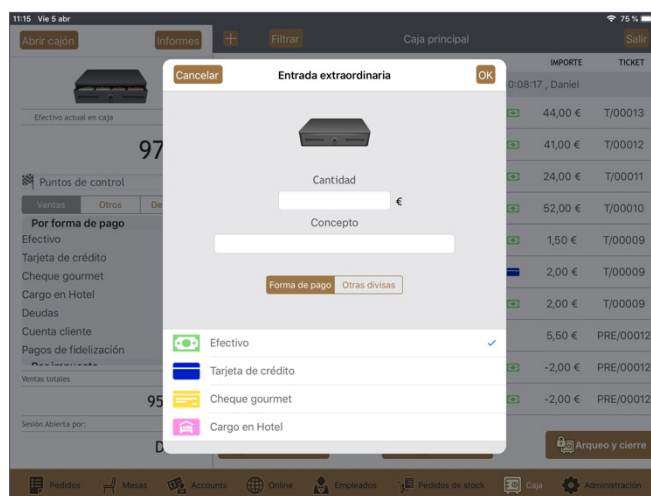 11:15 Vie 5 abr 75 %
Abrir cajón Informes Filtrar Caja principal Salir
Cancelar Entrada extraordinaria OK
IMPORTE TICKET
0:08:17 , Daniel
Efectivo actual en caja
44,00 € T/00013
97
41,00 € T/00012
Puntos de control
Cantidad
24,00 € T/00011
€
Ventas Otros De
52,00 € T/00010
Concepto
Por forma de pago
Efectivo
1,50 € T/00009
Tarjeta de crédito
2,00 € T/00009
Cheque gourmet
Forma de pago Otras divisas
Cargo en Hotel
2,00 € T/00009
Deudas
Cuenta cliente
5,50 € PRE/00012
Efectivo
Pagos de fidelización
Tarjeta de crédito
-2,00 € PRE/00012
Ventas totales
Cheque gourmet
95
-2,00 € PRE/00012
Cargo en Hotel
Sesión Abierta por:
D
Arqueo y cierre
Pedidos Mesas Accounts Online Empleados Pedidos de stock Caja Administración